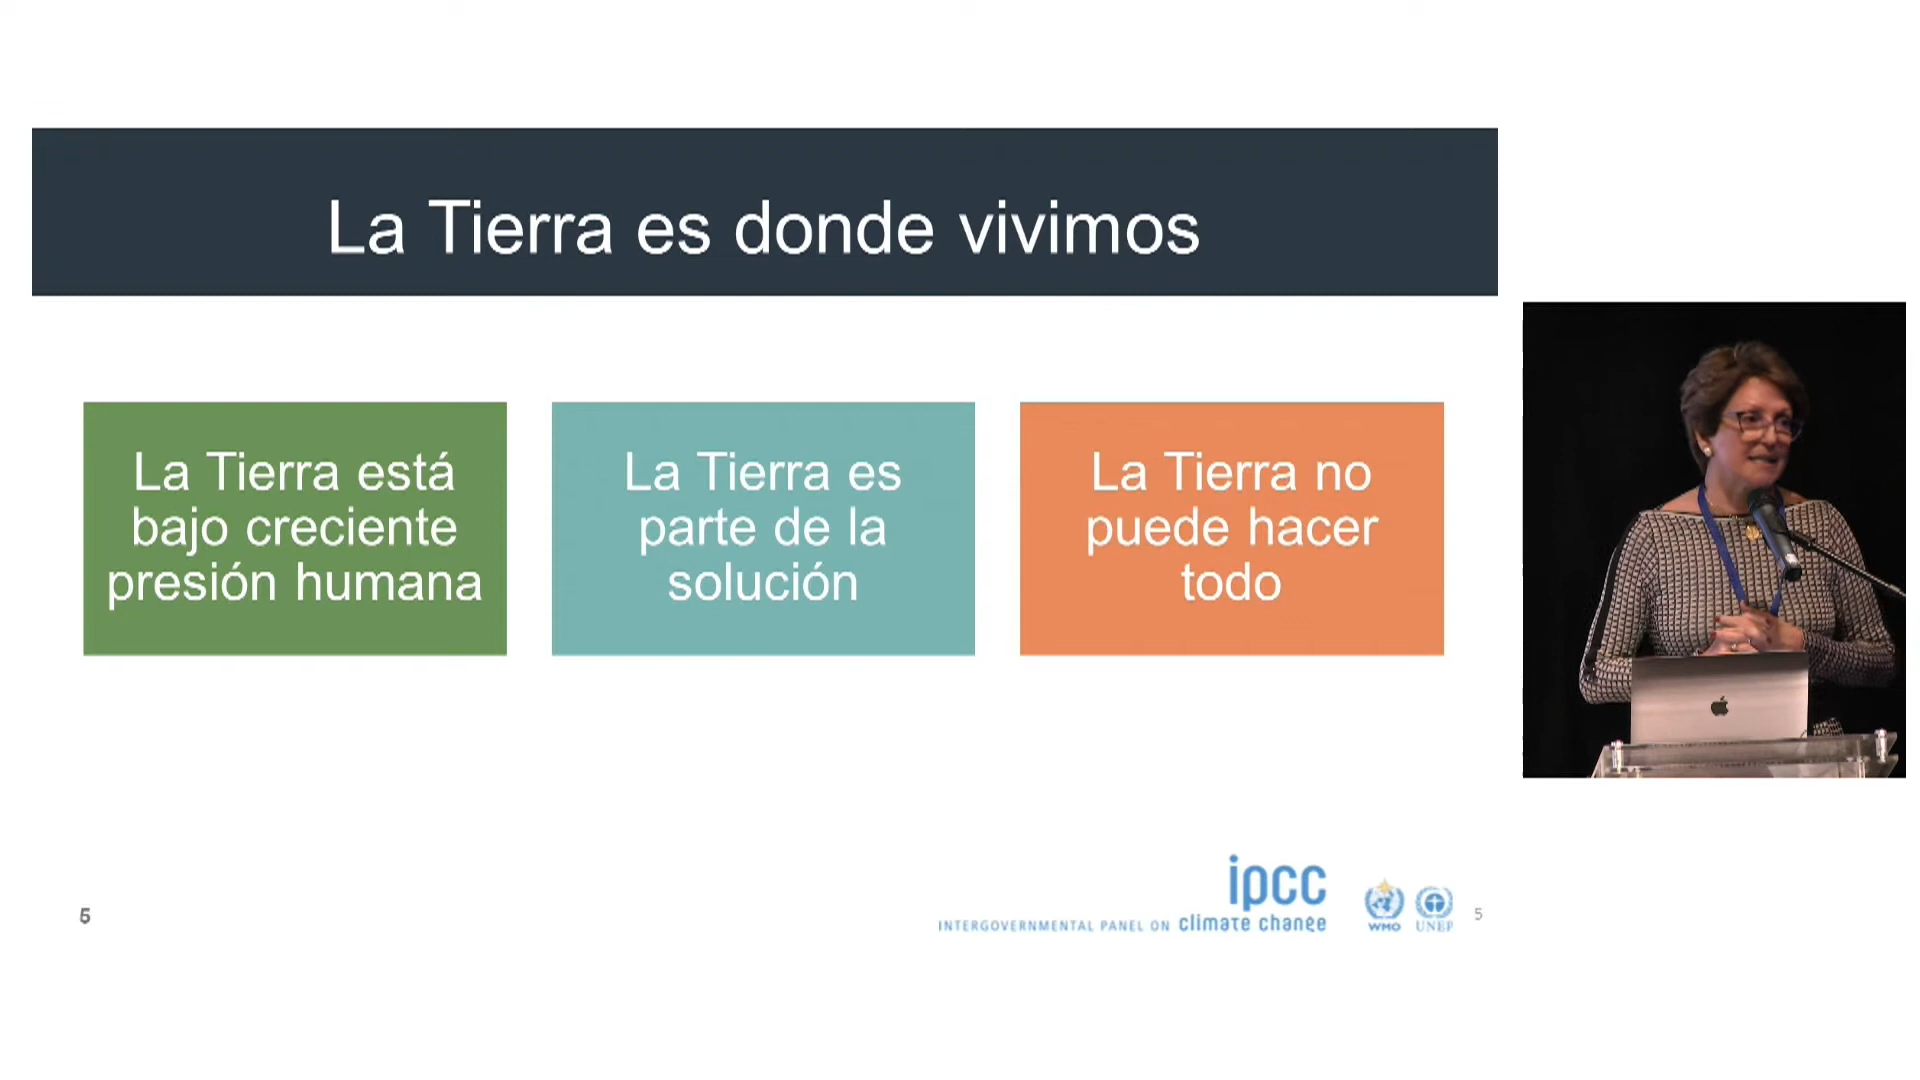 La Tierra es donde vivimos
La Tierra está
bajo creciente
presión humana
La Tierra es
parte de la
solución
La Tierra no
puede hacer
todo
5
ipcc
INTERGOVERNMENTAL PANEL ON climate change
WMO
UNEP
5